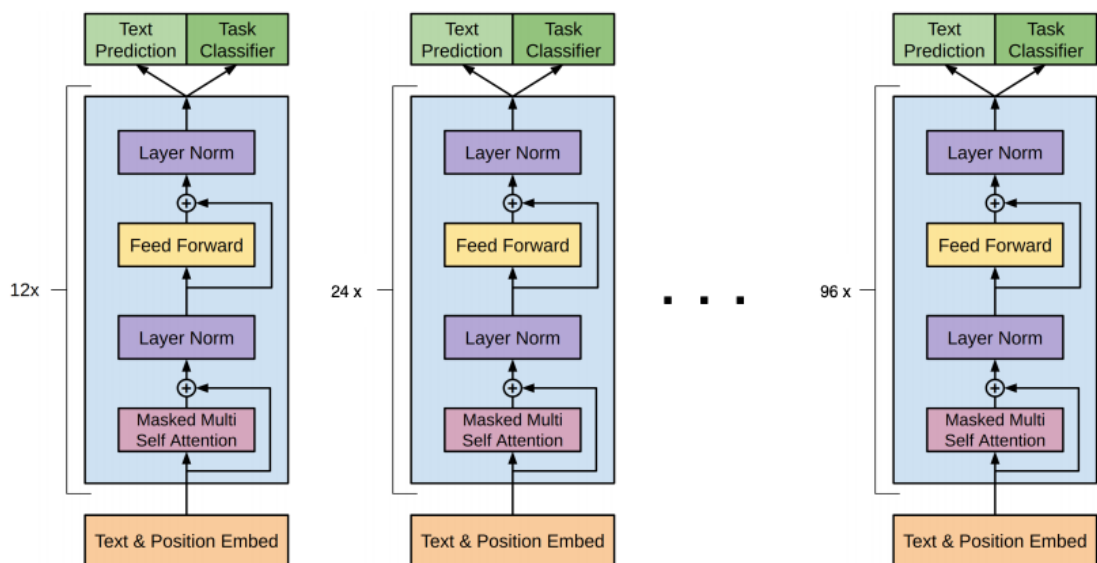 Text
Prediction
Task
Classifier
Layer Norm
Feed Forward
12x
Layer Norm
Masked Multi
Self Attention
Text & Position Embed
Text
Prediction
Task
Classifier
Layer Norm
Feed Forward
24 x
Layer Norm
Masked Multi
Self Attention
Text & Position Embed
. . .
Text
Prediction
Task
Classifier
Layer Norm
Feed Forward
96 x
Layer Norm
Masked Multi
Self Attention
Text & Position Embed